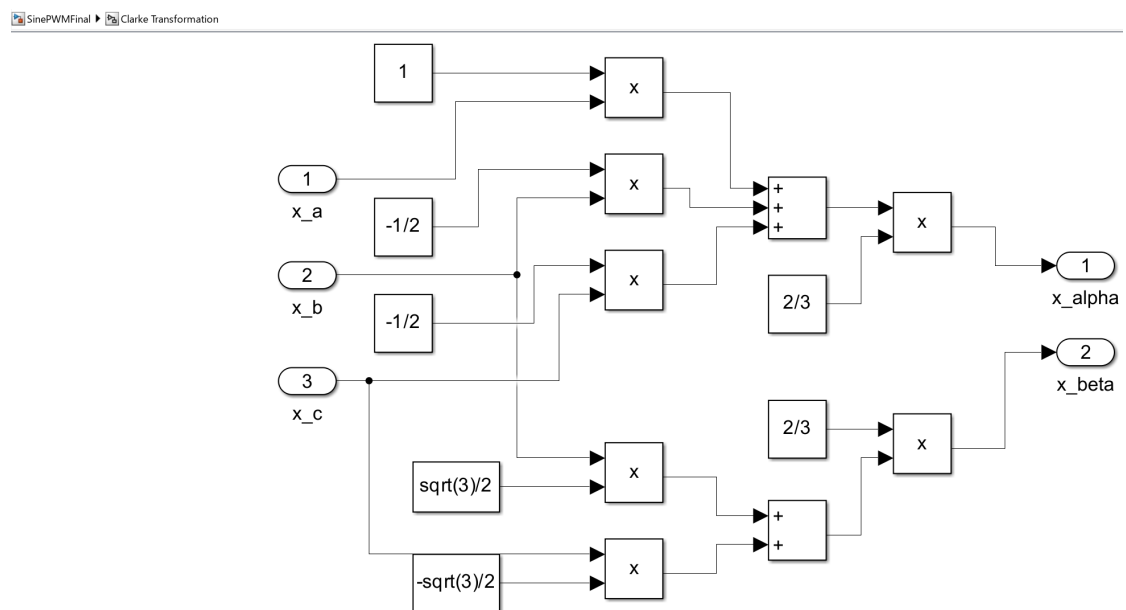 SinePWMFinal Clarke Transformation
1
x
1
x_a
-1/2
x
+
+
+
x
2
x_b
-1/2
x
2/3
1
x_alpha
3
x_c
2
x_beta
2/3
x
sqrt(3)/2
x
+
+
-sqrt(3)/2
x